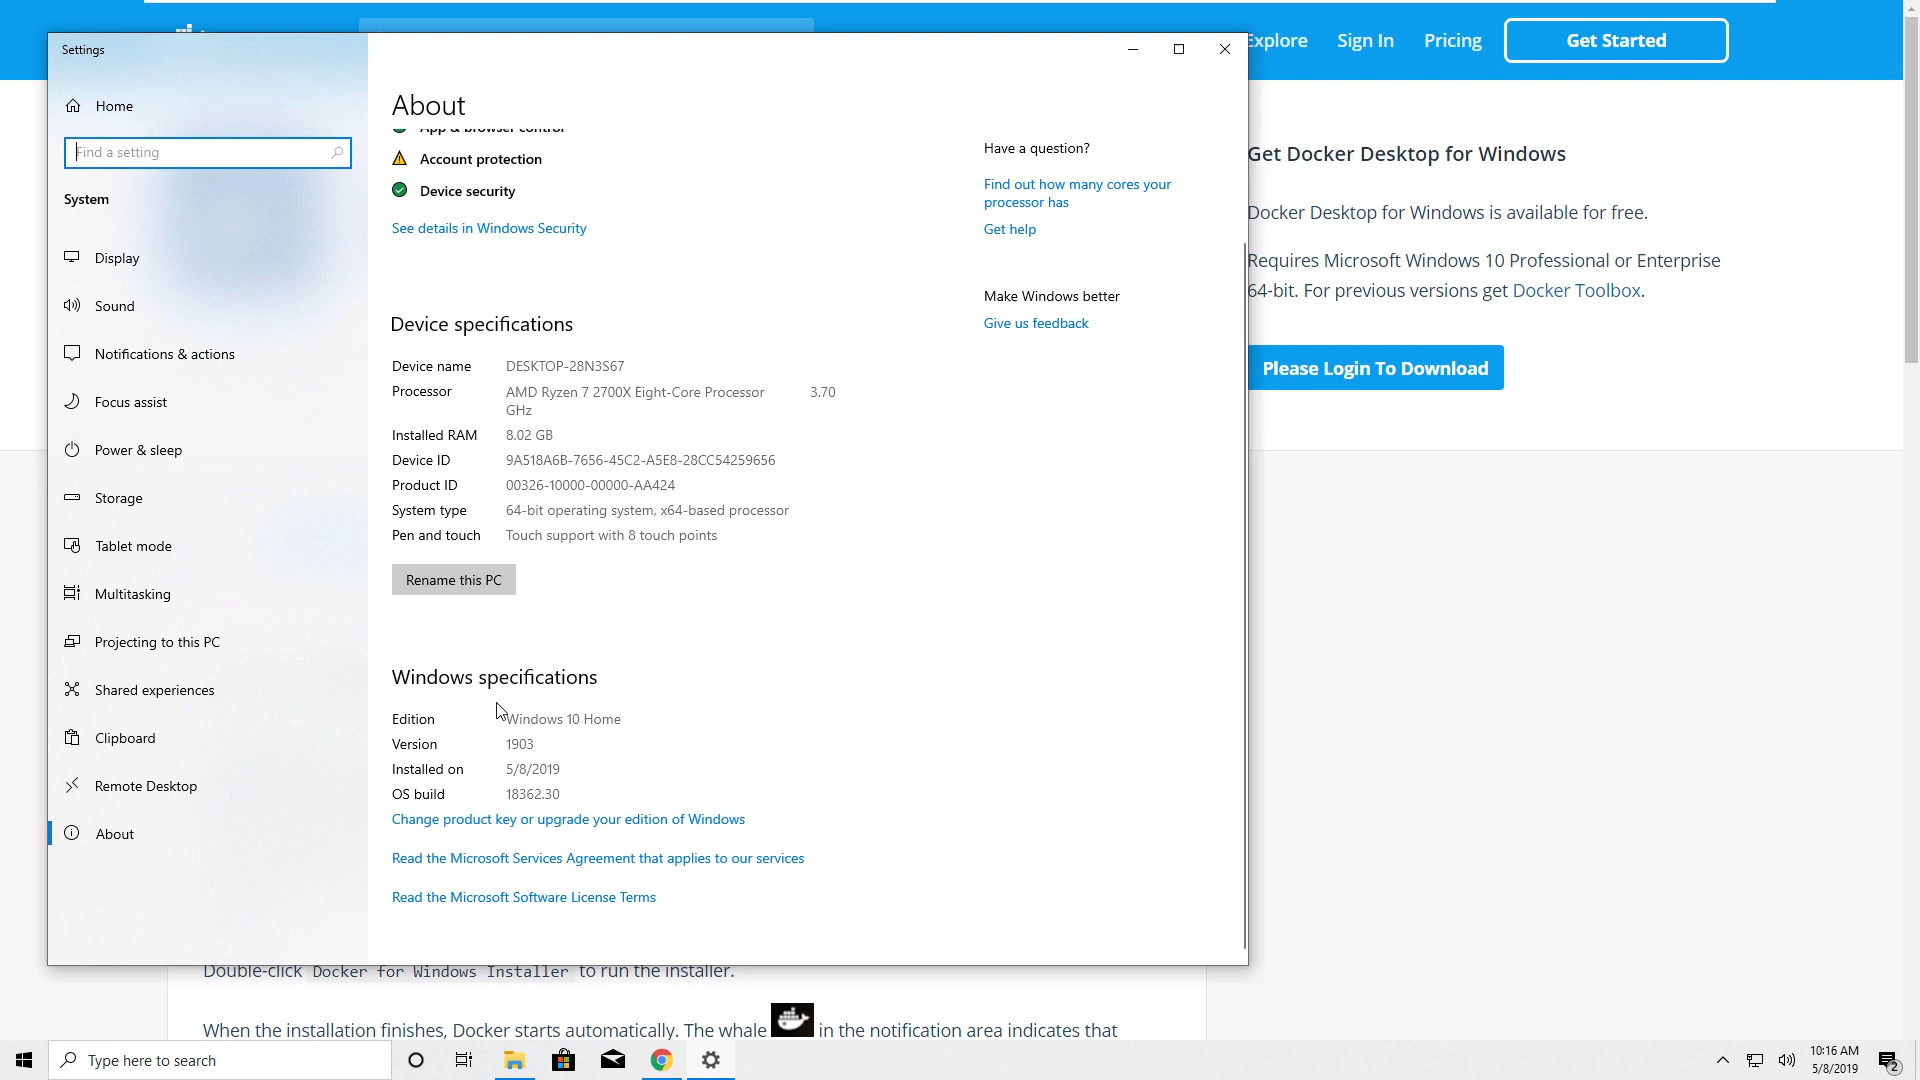 Explore
Sign In
Pricing
Get Started
Settings
Home
Find a setting
System
Display
Sound
Notifications & actions
Focus assist
Power & sleep
Storage
Tablet mode
Multitasking
Projecting to this PC
Shared experiences
Clipboard
Remote Desktop
About
About
App & browser control
Account protection
Device security
See details in Windows Security
Device specifications
Device name DESKTOP-28N3S67
Processor AMD Ryzen 7 2700X Eight-Core Processor 3.70
GHz
Installed RAM 8.02 GB
Device ID 9A518A6B-7656-45C2-A5E8-28CC54259656
Product ID 00326-10000-00000-AA424
System type 64-bit operating system, x64-based processor
Pen and touch Touch support with 8 touch points
Rename this PC
Windows specifications
Edition Windows 10 Home
Version 1903
Installed on 5/8/2019
OS build 18362.30
Change product key or upgrade your edition of Windows
Read the Microsoft Services Agreement that applies to our services
Read the Microsoft Software License Terms
Have a question?
Find out how many cores your
processor has
Get help
Make Windows better
Give us feedback
Get Docker Desktop for Windows
Docker Desktop for Windows is available for free.
Requires Microsoft Windows 10 Professional or Enterprise
64-bit. For previous versions get Docker Toolbox.
Please Login To Download
Double-click Docker for Windows Installer to run the installer.
When the installation finishes, Docker starts automatically. The whale in the notification area indicates that
Type here to search
10:16 AM
5/8/2019
2